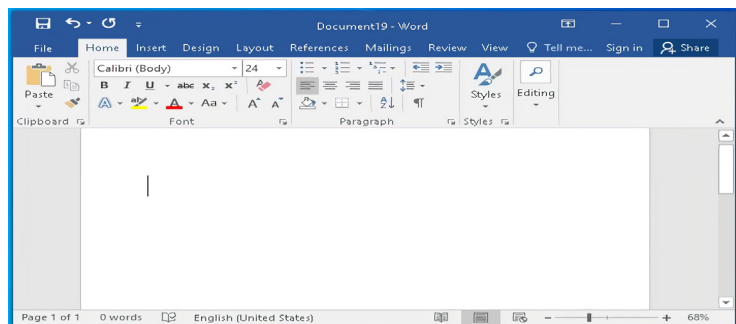 Document19 - Word
File Home Insert Design Layout References Mailings Review View Tell me... Sign in Share
Calibri (Body) 24
Paste B I U abc x₂ x² Styles Editing
A aby A Aa A A
Clipboard Font Paragraph Styles
Page 1 of 1 0 words English (United States) 68%